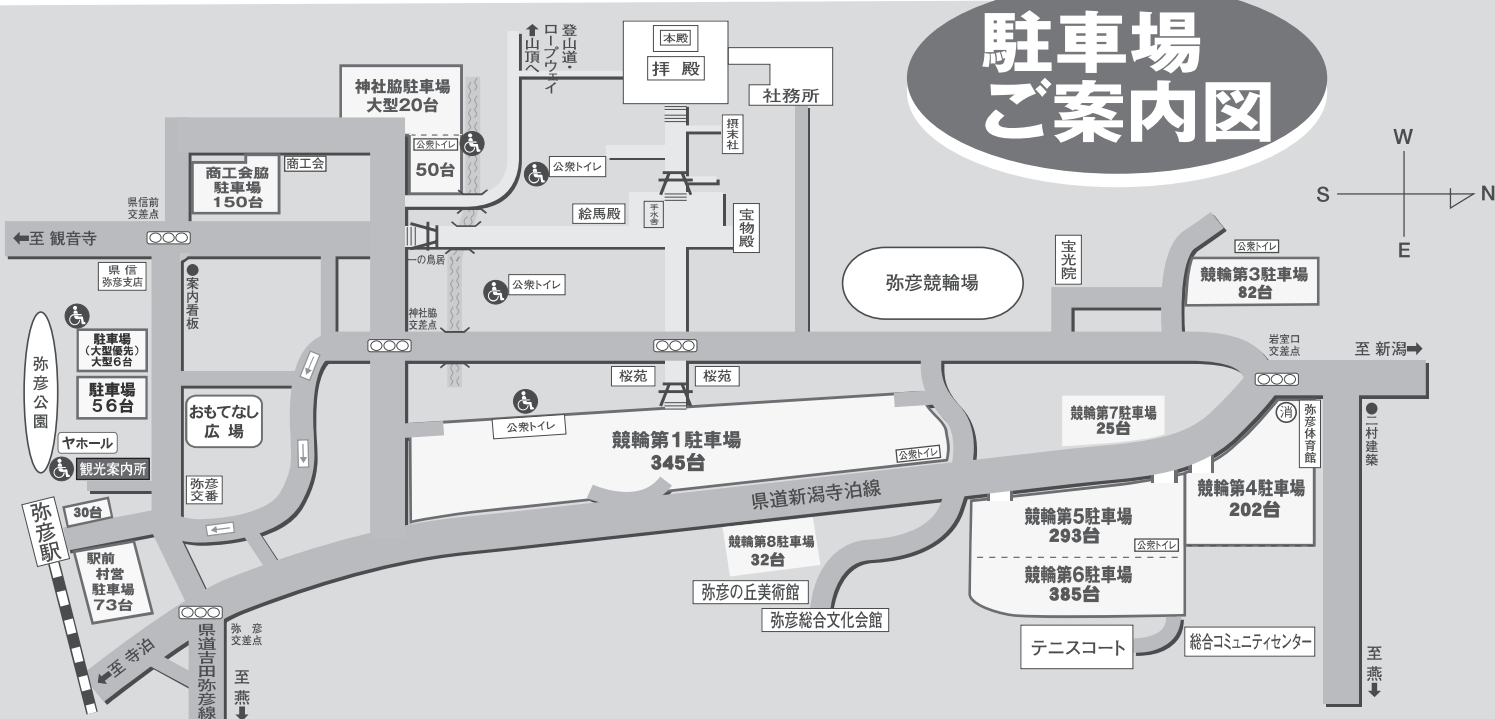 駐車場
ご案内図
W
S
N
E
本殿
拝殿
社務所
登山道・
ロープウェイ
⬆山頂へ
神社脇駐車場
大型20台
公衆トイレ
50台
公衆トイレ
摂末社
商工会
商工会脇
駐車場
150台
県信前
交差点
絵馬殿
手水舎
宝物殿
⬅至 観音寺
一の鳥居
県信
弥彦支店
●案内看板
公衆トイレ
弥彦競輪場
宝光院
公衆トイレ
競輪第3駐車場
82台
神社脇
交差点
岩室口
交差点
至 新潟➡
弥彦公園
駐車場
(大型優先)
大型6台
駐車場
56台
おもてなし
広場
桜苑
桜苑
公衆トイレ
競輪第1駐車場
345台
公衆トイレ
競輪第7駐車場
25台
消
弥彦体育館
●二村建築
ヤホール
観光案内所
弥彦
交番
県道新潟寺泊線
競輪第4駐車場
202台
30台
弥彦駅
駅前
村営
駐車場
73台
競輪第8駐車場
32台
競輪第5駐車場
293台
公衆トイレ
競輪第6駐車場
385台
弥彦の丘美術館
弥彦総合文化会館
テニスコート
総合コミュニティセンター
⬅至 寺泊
県道吉田弥彦線
弥彦
交差点
至燕⬇
至燕⬇